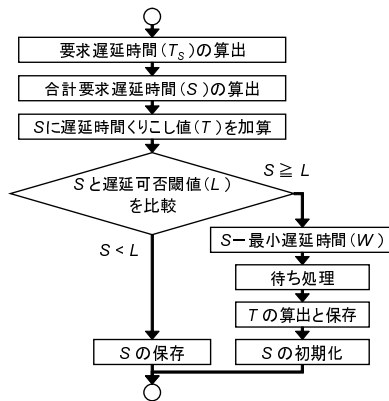 要求遅延時間(TS)の算出
合計要求遅延時間(S)の算出
Sに遅延時間くりこし値(T)を加算
Sと遅延可否閾値(L)
を比較
S ≧ L
S < L
S－最小遅延時間(W)
待ち処理
Tの算出と保存
Sの保存
Sの初期化